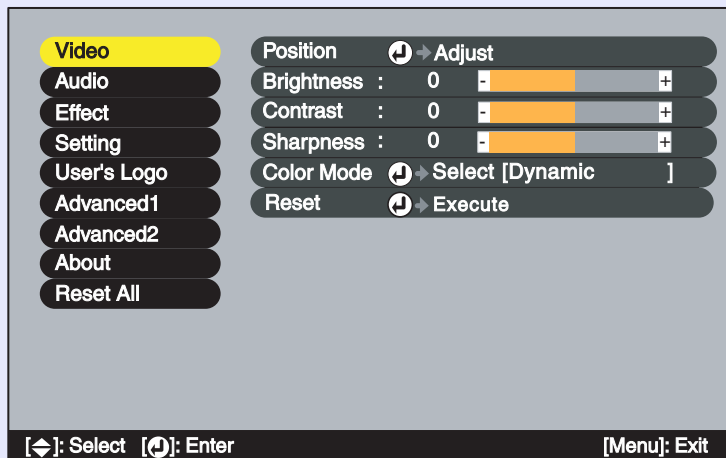 Video
Audio
Effect
Setting
User's Logo
Advanced1
Advanced2
About
Reset All
Position Adjust
Brightness : 0 - +
Contrast : 0 - +
Sharpness : 0 - +
Color Mode Select [Dynamic ]
Reset Execute
[ ]: Select [ ]: Enter [Menu]: Exit